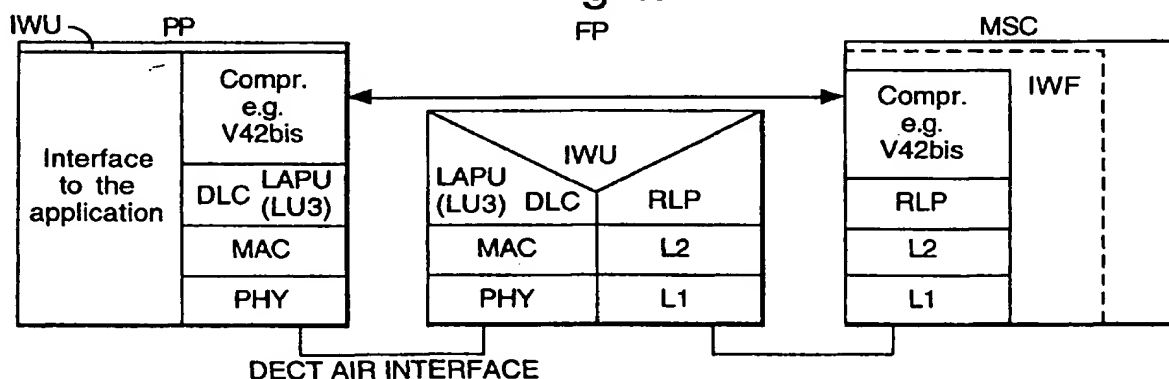 IWU
PP
FP
MSC
Interface
to the
application
Compr.
e.g.
V42bis
DLC LAPU
(LU3)
MAC
PHY
IWU
LAPU
(LU3) DLC
RLP
MAC
L2
PHY
L1
IWF
Compr.
e.g.
V42bis
RLP
L2
L1
DECT AIR INTERFACE